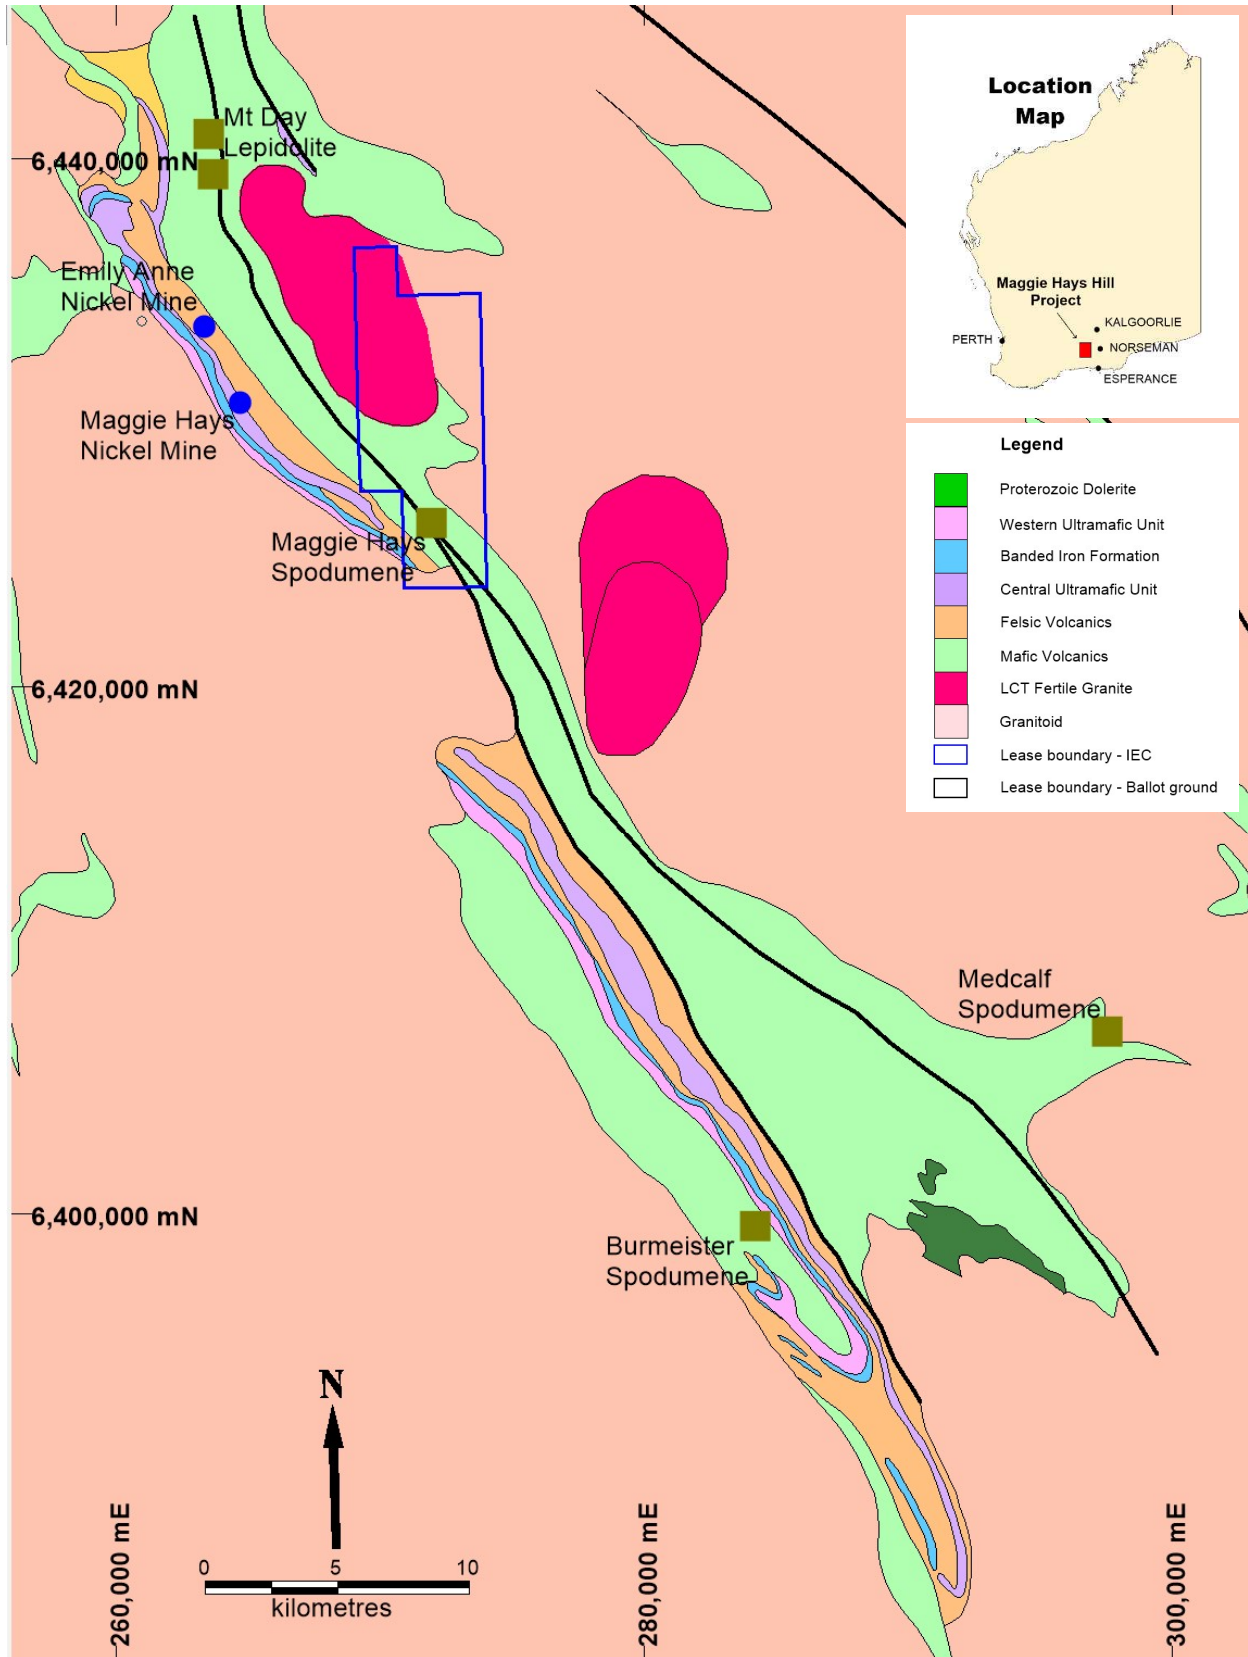 Mt Day
Lepidolite
6,440,000 mN
Emily Anne
Nickel Mine
Maggie Hays
Nickel Mine
Maggie Hays
Spodumene
6,420,000 mN
Medcalf
Spodumene
6,400,000 mN
Burmeister
Spodumene
N
0 5 10
kilometres
260,000 mE
280,000 mE
300,000 mE
Location
Map
Maggie Hays Hill
Project
KALGOORLIE
PERTH
NORSEMAN
ESPERANCE
Legend
Proterozoic Dolerite
Western Ultramafic Unit
Banded Iron Formation
Central Ultramafic Unit
Felsic Volcanics
Mafic Volcanics
LCT Fertile Granite
Granitoid
Lease boundary - IEC
Lease boundary - Ballot ground